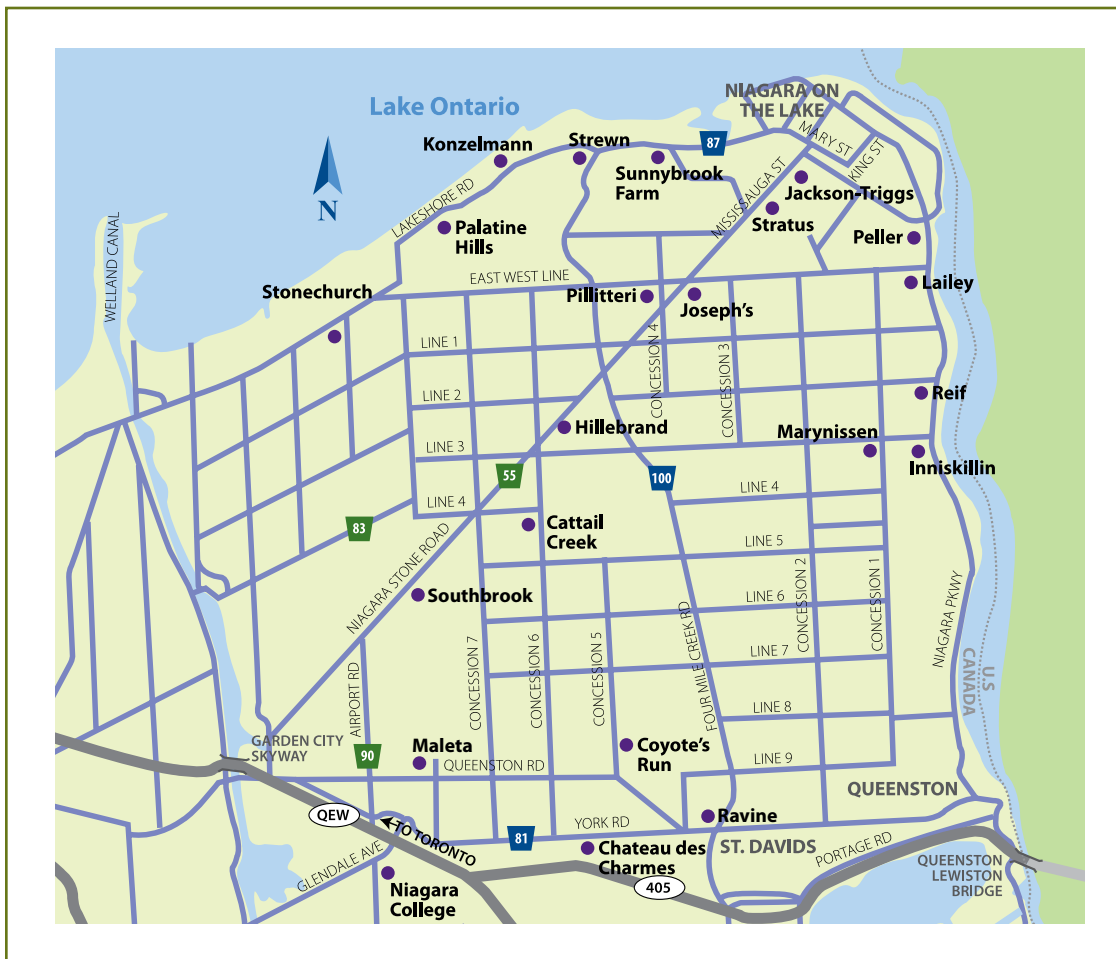 NIAGARA ON
THE LAKE
Lake Ontario
Konzelmann
Strewn
87
MARY ST
Sunnybrook
Farm
KING ST
Jackson-Triggs
N
LAKESHORE RD
MISSISSAUGA ST
Stratus
Palatine
Hills
Peller
WELLAND CANAL
EAST WEST LINE
Stonechurch
Pillitteri
Joseph's
Lailey
LINE 1
CONCESSION 4
CONCESSION 3
LINE 2
Reif
Hillebrand
Marynissen
LINE 3
Inniskillin
55
100
LINE 4
LINE 4
83
Cattail
Creek
LINE 5
NIAGARA STONE ROAD
CONCESSION 2
CONCESSION 1
Southbrook
LINE 6
NIAGARA PKWY
CONCESSION 7
CONCESSION 6
CONCESSION 5
FOUR MILE CREEK RD
LINE 7
U.S
CANADA
AIRPORT RD
LINE 8
GARDEN CITY
SKYWAY
90
Maleta
Coyote's
Run
QUEENSTON RD
LINE 9
QUEENSTON
QEW
TO TORONTO
81
YORK RD
Ravine
ST. DAVIDS
PORTAGE RD
Chateau des
Charmes
GLENDALE AVE
QUEENSTON
LEWISTON
BRIDGE
405
Niagara
College